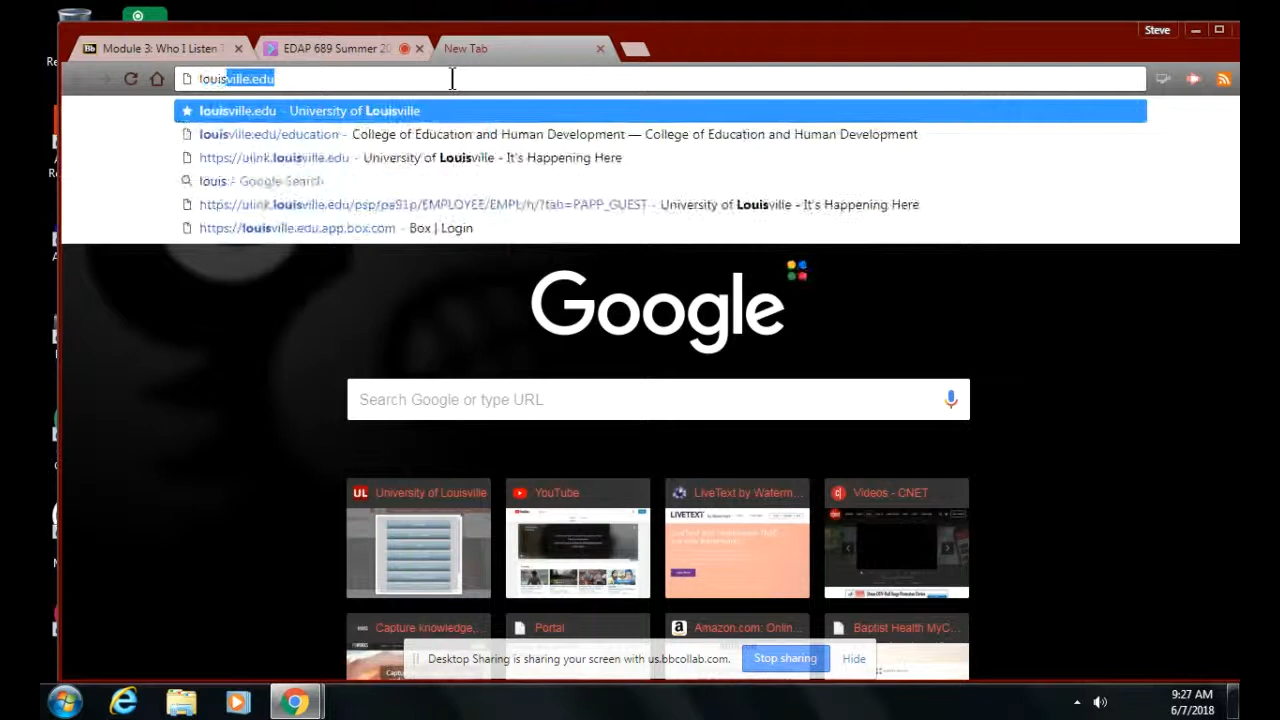 Steve
Bb Module 3: Who I Listen T
EDAP 689 Summer 20
New Tab
louisville.edu
louisville.edu - University of Louisville
louisville.edu/education - College of Education and Human Development — College of Education and Human Development
https://ulink.louisville.edu - University of Louisville - It's Happening Here
louis - Google Search
https://ulink.louisville.edu/psp/pa91p/EMPLOYEE/EMPL/h/?tab=PAPP_GUEST - University of Louisville - It's Happening Here
https://louisville.edu.app.box.com - Box | Login
Google
Search Google or type URL
UL University of Louisville
YouTube
LiveText by Waterm...
Videos - CNET
LIVETEXT
Capture knowledge,...
Portal
Amazon.com: Onlin...
Baptist Health MyC...
Desktop Sharing is sharing your screen with us.bbcollab.com.
Stop sharing
Hide
9:27 AM
6/7/2018